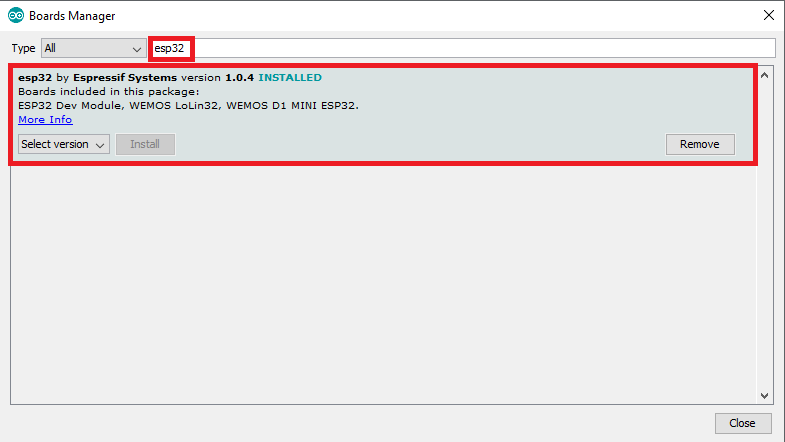 Boards Manager
Type All esp32
esp32 by Espressif Systems version 1.0.4 INSTALLED
Boards included in this package:
ESP32 Dev Module, WEMOS LoLin32, WEMOS D1 MINI ESP32.
More Info
Select version Install Remove
Close